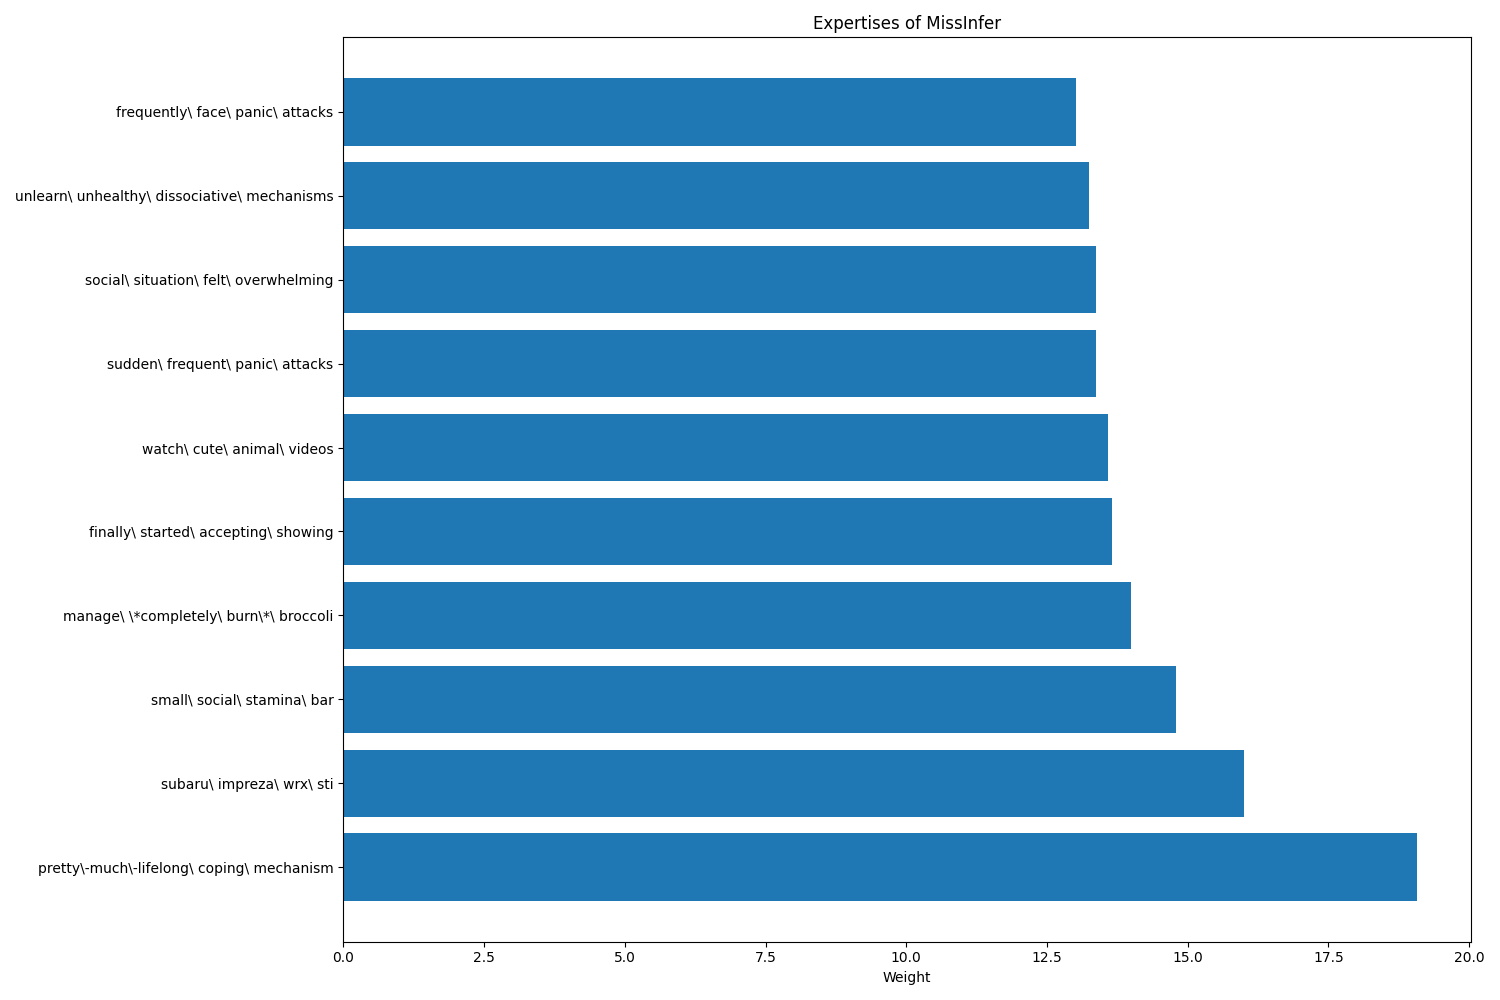 Expertises of MissInfer
frequently\ face\ panic\ attacks
unlearn\ unhealthy\ dissociative\ mechanisms
social\ situation\ felt\ overwhelming
sudden\ frequent\ panic\ attacks
watch\ cute\ animal\ videos
finally\ started\ accepting\ showing
manage\ \*completely\ burn\*\ broccoli
small\ social\ stamina\ bar
subaru\ impreza\ wrx\ sti
pretty\-much\-lifelong\ coping\ mechanism
0.0 2.5 5.0 7.5 10.0 12.5 15.0 17.5 20.0
Weight